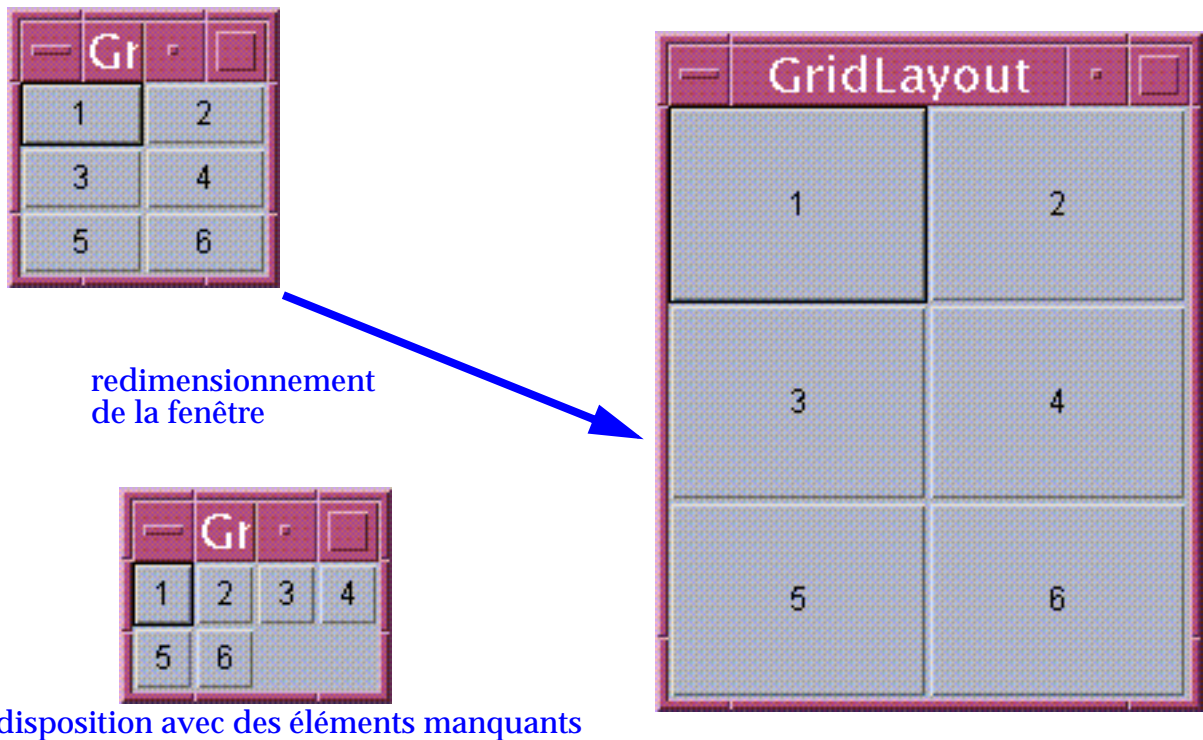 Gr
1 2
3 4
5 6
redimensionnement
de la fenêtre
GridLayout
1 2
3 4
5 6
Gr
1 2 3 4
5 6
disposition avec des éléments manquants